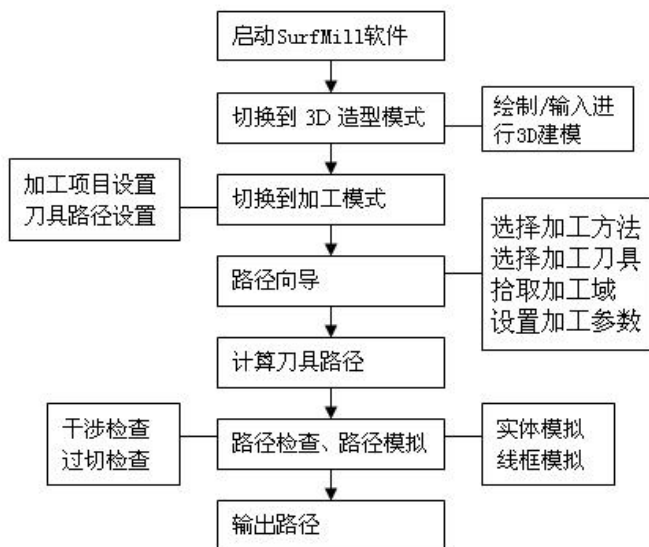 启动SurfMill软件
切换到 3D 造型模式
绘制/输入进
行3D建模
加工项目设置
刀具路径设置
切换到加工模式
路径向导
选择加工方法
选择加工刀具
拾取加工域
设置加工参数
计算刀具路径
干涉检查
过切检查
路径检查、路径模拟
实体模拟
线框模拟
输出路径